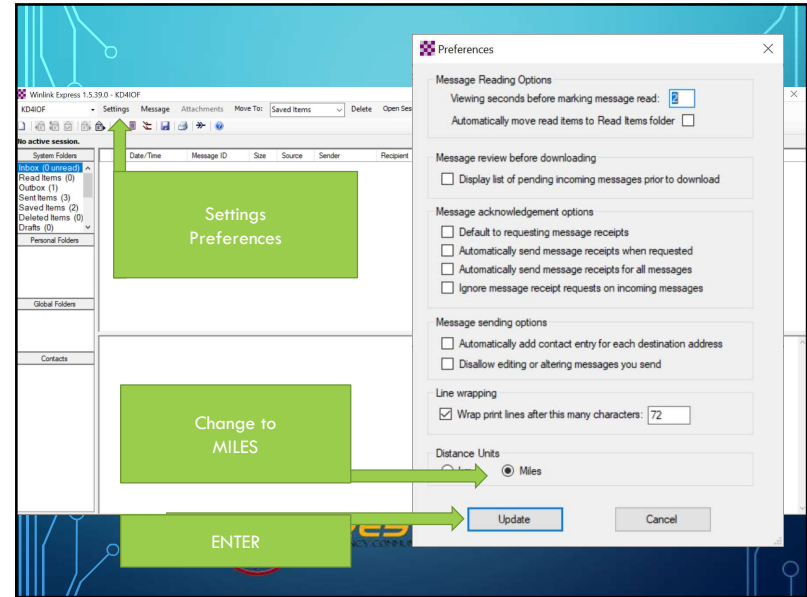 Winlink Express 1.5.39.0 - KD4IOF
KD4IOF Settings Message Attachments Move To: Saved Items Delete Open Ses
No active session.
System Folders
Inbox (0 unread)
Read Items (0)
Outbox (1)
Sent Items (3)
Saved Items (2)
Deleted Items (0)
Drafts (0)
Personal Folders
Global Folders
Contacts
Date/Time Message ID Size Source Sender Recipient
Settings
Preferences
Change to
MILES
ENTER
Preferences
Message Reading Options
Viewing seconds before marking message read: 2
Automatically move read items to Read Items folder
Message review before downloading
Display list of pending incoming messages prior to download
Message acknowledgement options
Default to requesting message receipts
Automatically send message receipts when requested
Automatically send message receipts for all messages
Ignore message receipt requests on incoming messages
Message sending options
Automatically add contact entry for each destination address
Disallow editing or altering messages you send
Line wrapping
Wrap print lines after this many characters: 72
Distance Units
Miles
Update Cancel